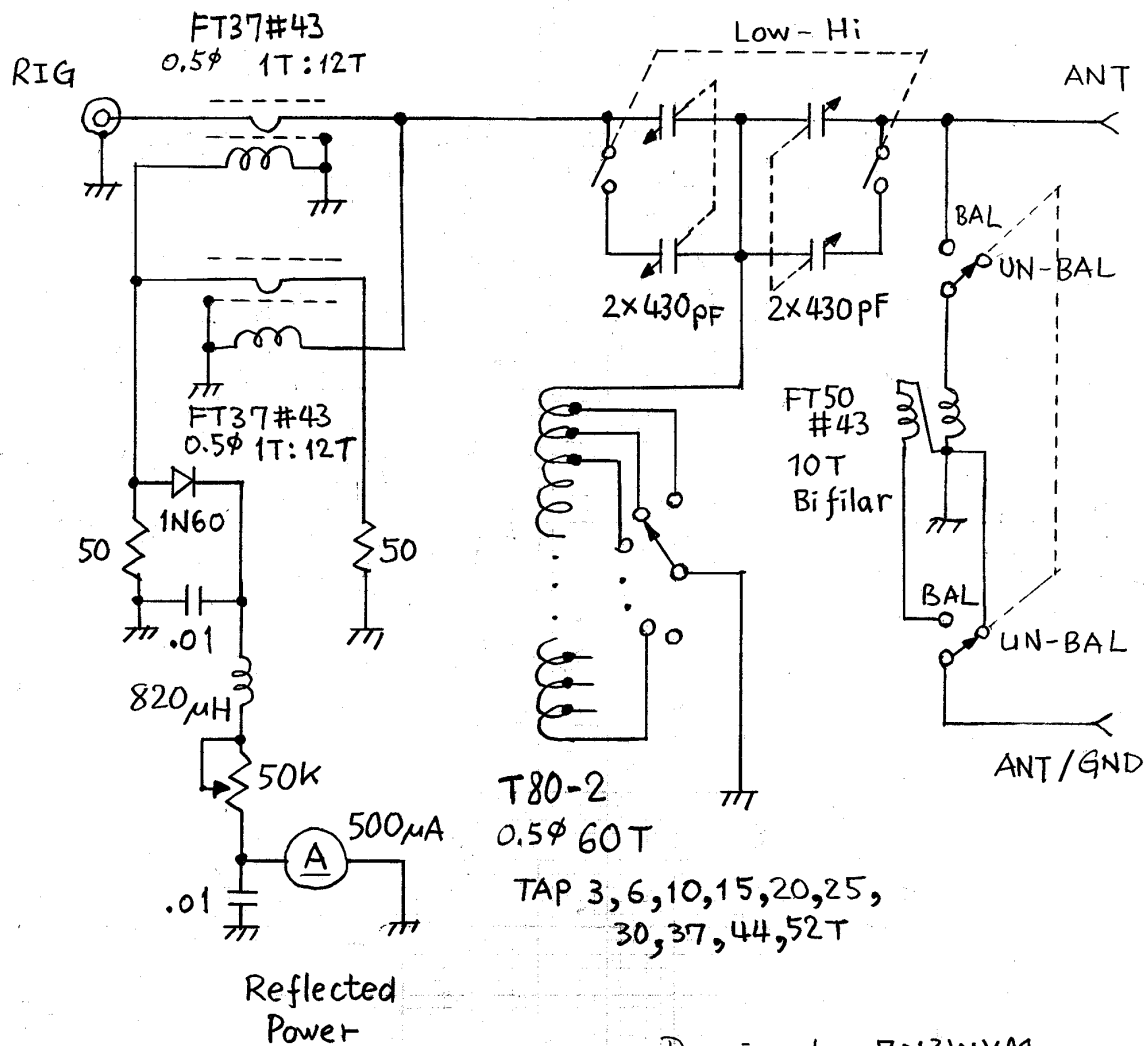 FT37#43
0.5φ 1T:12T
RIG
Low-Hi
ANT
BAL
UN-BAL
2×430pF
2×430pF
FT37#43
0.5φ 1T:12T
FT50
#43
10T
Bifilar
1N60
50
50
.01
BAL
UN-BAL
820μH
50K
ANT/GND
T80-2
0.5φ 60T
500μA
A
.01
TAP 3,6,10,15,20,25,
30,37,44,52T
Reflected
Power